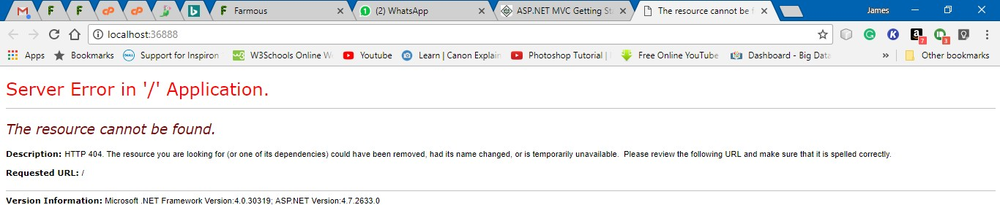 Farmous
(2) WhatsApp
ASP.NET MVC Getting Sta
The resource cannot be f
James
localhost:36888
Apps
Bookmarks
Support for Inspiron
W3Schools Online W
Youtube
Learn | Canon Explain
Photoshop Tutorial |
Free Online YouTube
Dashboard - Big Data
»
Other bookmarks
7
3
Server Error in '/' Application.
The resource cannot be found.
Description: HTTP 404. The resource you are looking for (or one of its dependencies) could have been removed, had its name changed, or is temporarily unavailable.  Please review the following URL and make sure that it is spelled correctly.
Requested URL: /
Version Information: Microsoft .NET Framework Version:4.0.30319; ASP.NET Version:4.7.2633.0